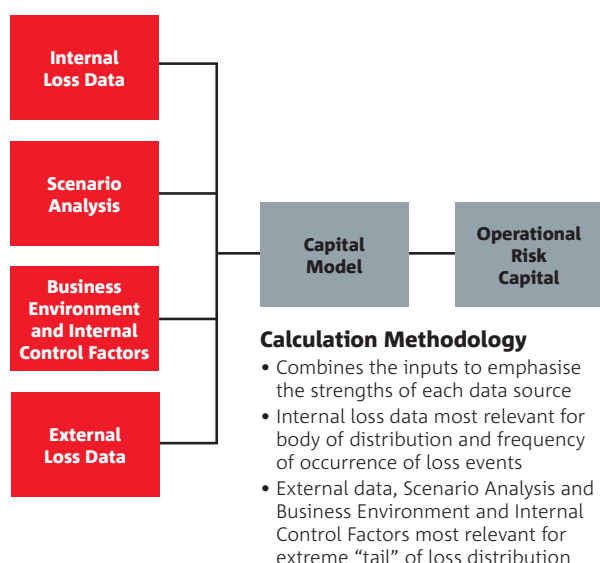 Internal
Loss Data
Scenario
Analysis
Business
Environment
and Internal
Control Factors
External
Loss Data
Capital
Model
Operational
Risk
Capital
Calculation Methodology
• Combines the inputs to emphasise
the strengths of each data source
• Internal loss data most relevant for
body of distribution and frequency
of occurrence of loss events
• External data, Scenario Analysis and
Business Environment and Internal
Control Factors most relevant for
extreme “tail” of loss distribution